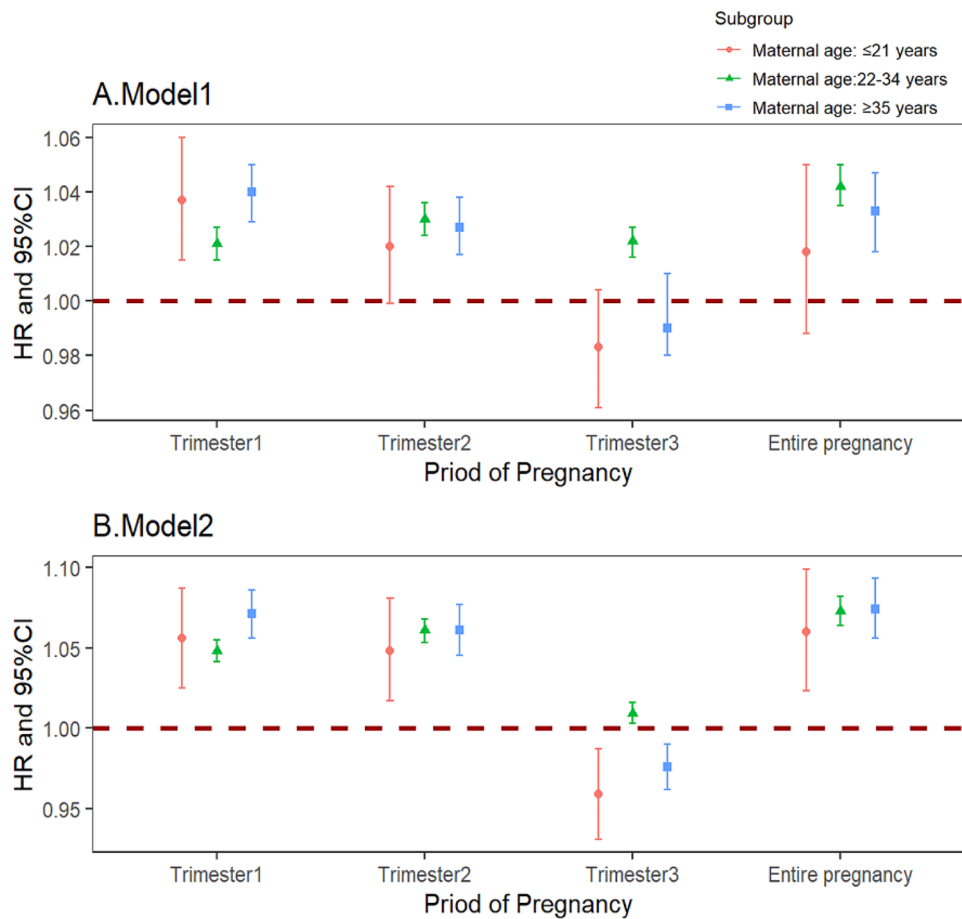 Subgroup
Maternal age: ≤21 years
Maternal age:22-34 years
Maternal age: ≥35 years
A.Model1
HR and 95%CI
1.06
1.04
1.02
1.00
0.98
0.96
Trimester1 Trimester2 Trimester3 Entire pregnancy
Priod of Pregnancy
B.Model2
HR and 95%CI
1.10
1.05
1.00
0.95
Trimester1 Trimester2 Trimester3 Entire pregnancy
Priod of Pregnancy